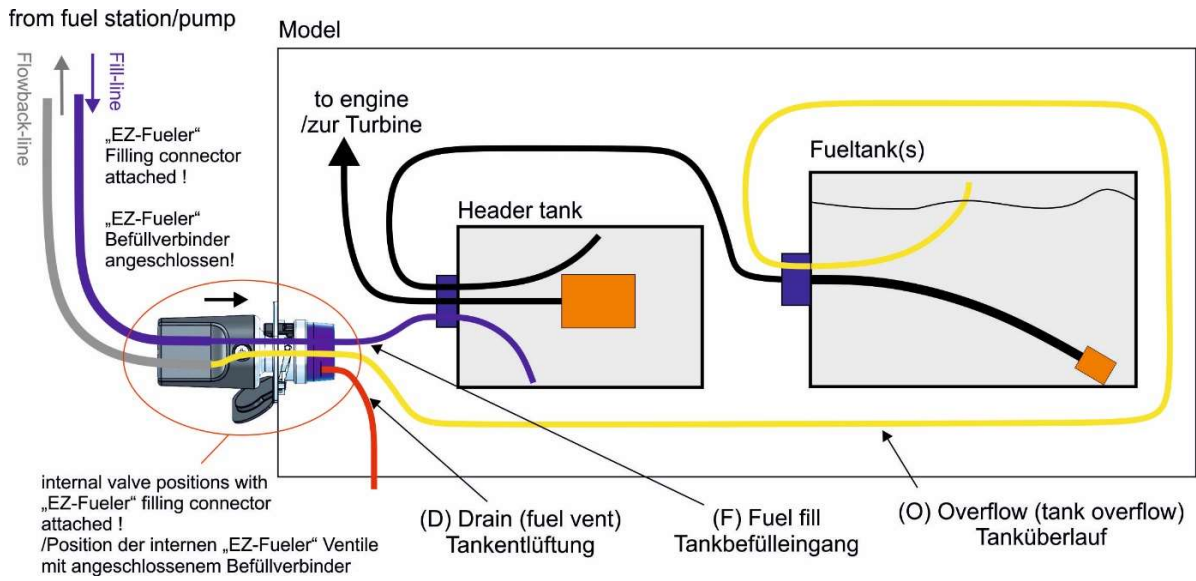 from fuel station/pump
Flowback-line
Fill-line
„EZ-Fueler“
Filling connector
attached !
„EZ-Fueler“
Befüllverbinder
angeschlossen!
Model
to engine
/zur Turbine
Header tank
Fueltank(s)
internal valve positions with
„EZ-Fueler“ filling connector
attached !
/Position der internen „EZ-Fueler“ Ventile
mit angeschlossenem Befüllverbinder
(D) Drain (fuel vent)
Tankentlüftung
(F) Fuel fill
Tankbefülleingang
(O) Overflow (tank overflow)
Tanküberlauf